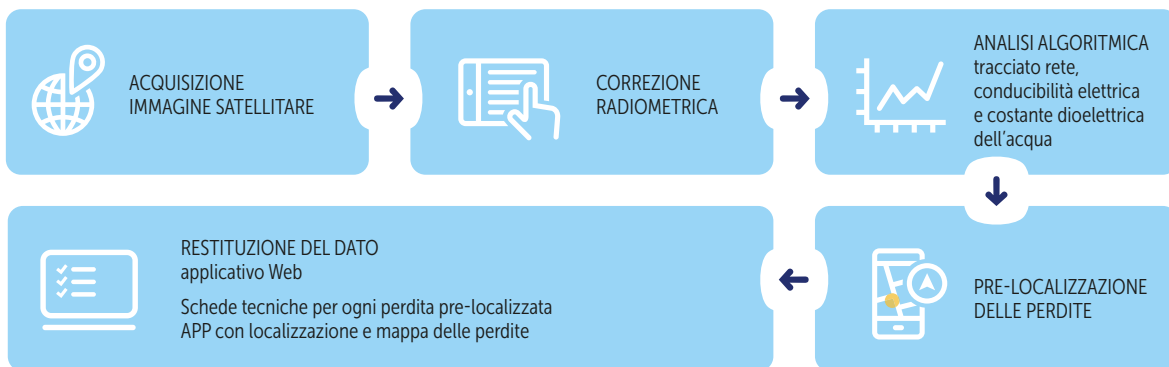 ACQUISIZIONE
IMMAGINE SATELLITARE
CORREZIONE
RADIOMETRICA
ANALISI ALGORITMICA
tracciato rete,
conducibilità elettrica
e costante dioelettrica
dell'acqua
PRE-LOCALIZZAZIONE
DELLE PERDITE
RESTITUZIONE DEL DATO
applicativo Web
Schede tecniche per ogni perdita pre-localizzata
APP con localizzazione e mappa delle perdite